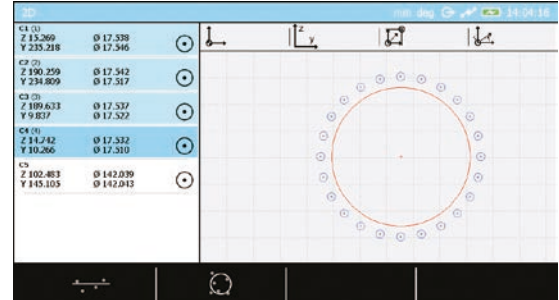 2D mm deg 14:04:16
C1 (1)
Z 15.269 Ø 17.538
Y 235.218 Ø 17.546
C2 (2)
Z 190.259 Ø 17.542
Y 234.809 Ø 17.517
C3 (3)
Z 189.633 Ø 17.537
Y 9.837 Ø 17.522
C4 (4)
Z 14.742 Ø 17.532
Y 10.266 Ø 17.510
C5
Z 102.483 Ø 142.039
Y 145.105 Ø 142.043
z
y